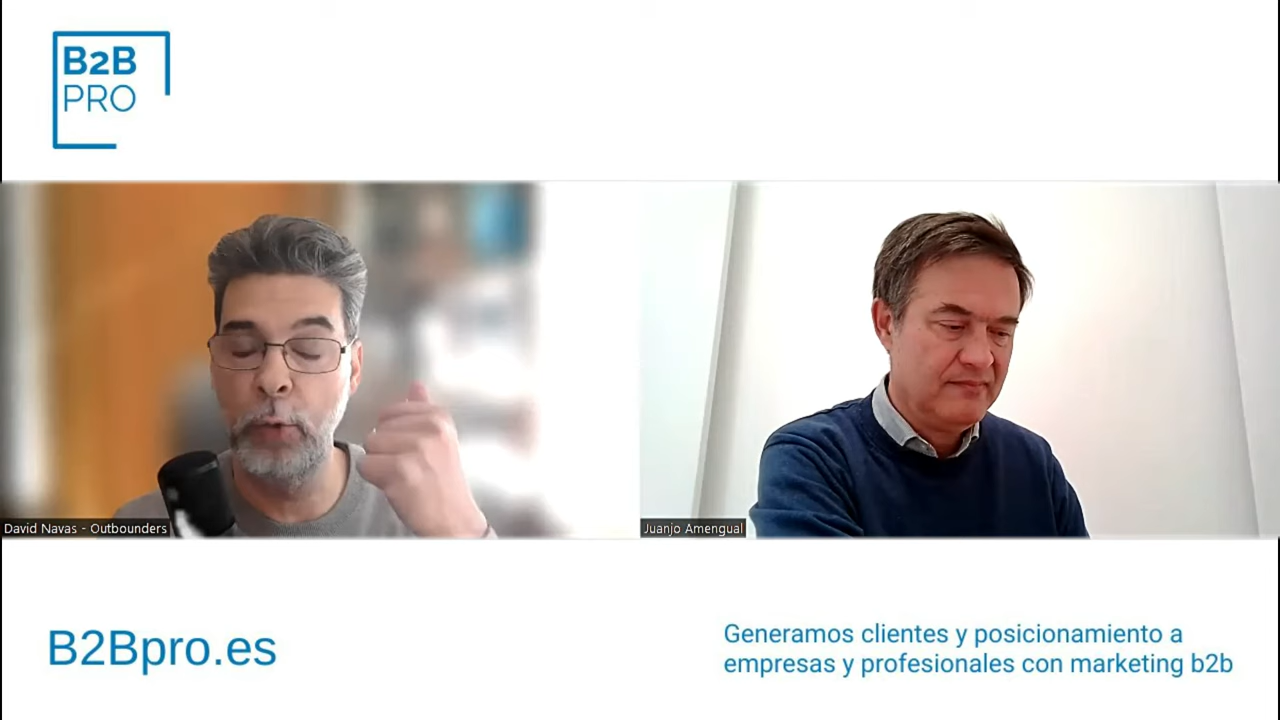 B2B
PRO
David Navas - Outbounders
Juanjo Amengual
B2Bpro.es
Generamos clientes y posicionamiento a
empresas y profesionales con marketing b2b